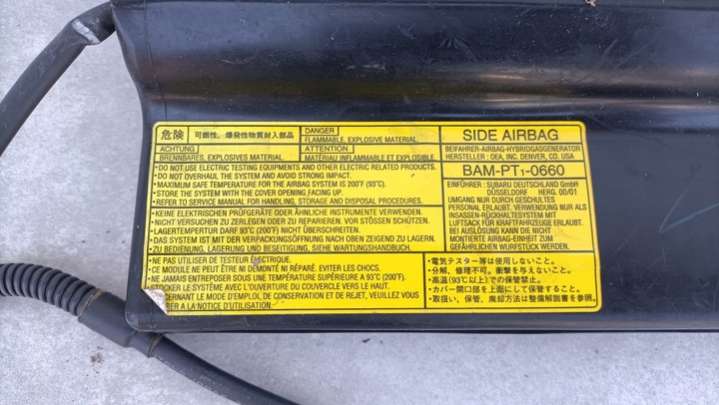 危険
可燃性，爆発性物質封入部品
DANGER
FLAMMABLE, EXPLOSIVE MATERIAL
ACHTUNG
BRENNBARES, EXPLOSIVES MATERIAL
ATTENTION
MATÉRIAU INFLAMMABLE ET EXPLOSIBLE
• DO NOT USE ELECTRIC TESTING EQUIPMENTS AND OTHER ELECTRIC RELATED PRODUCTS.
• DO NOT OVERHAUL THE SYSTEM AND AVOID STRONG IMPACT.
• MAXIMUM SAFE TEMPERATURE FOR THE AIRBAG SYSTEM IS 200°F (93°C).
• STORE THE SYSTEM WITH THE COVER OPENING FACING UP.
• REFER TO SERVICE MANUAL FOR HANDLING, STORAGE AND DISPOSAL PROCEDURES.
• KEINE ELEKTRISCHEN PRÜFGERÄTE ODER ÄHNLICHE INSTRUMENTE VERWENDEN.
• NICHT VERSUCHEN ZU ZERLEGEN ODER ZU REPARIEREN. VOR STÖSSEN SCHÜTZEN.
• LAGERTEMPERTUR DARF 93°C (200°F) NICHT ÜBERSCHREITEN.
• DAS SYSTEM IST MIT DER VERPACKUNGSÖFFNUNG NACH OBEN ZEIGEND ZU LAGERN.
• ZU BEDIENUNG, LAGERUNG UND BESEITIGUNG, SIEHE WARTUNGSHANDBUCH.
• NE PAS UTILISER DE TESTEUR ÉLECTRIQUE.
• CE MODULE NE PEUT ÊTRE NI DÉMONTÉ NI RÉPARÉ. EVITER LES CHOCS.
• NE JAMAIS ENTREPOSER SOUS UNE TEMPÉRATURE SUPÉRIEURE A 93°C (200°F).
STOCKER LE SYSTÈME AVEC L'OUVERTURE DU COUVERCLE VERS LE HAUT.
ERNANT LE MODE D'EMPLOI, DE CONSERVATION ET DE REJET, VEUILLEZ VOUS
R A LA NOTICE D'UTILISATION.
SIDE AIRBAG
BEIFAHRER-AIRBAG-HYBRIDGASGENERATOR
HERSTELLER : OEA, INC. DENVER, CO. USA
BAM-PT₁-0660
EINFÜHRER: SUBARU DEUTSCHLAND GmbH
DÜSSELDORF HERG. 00/01
UMGANG NUR DURCH GESCHULTES
PERSONAL ERLAUBT, VERWENDUNG NUR ALS
INSASSEN-RÜCKHALTESYSTEM MIT
LUFTSACK FÜR KRAFTFAHRZEUGE ERLAUBT.
BEI AUSLÖSUNG KANN DIE NICHT
MONTIERTE AIRBAG-EINHEIT ZUM
GEFÄHRLICHEN WURFSTÜCK WERDEN.
• 電気テスター等は使用しないこと。
• 分解，修理不可。衝撃を与えないこと。
• 高温(93℃以上)での保管禁止。
• カバー開口部を上面にして保管すること。
• 取扱い，保管，廃却方法は整備解説書を参照。